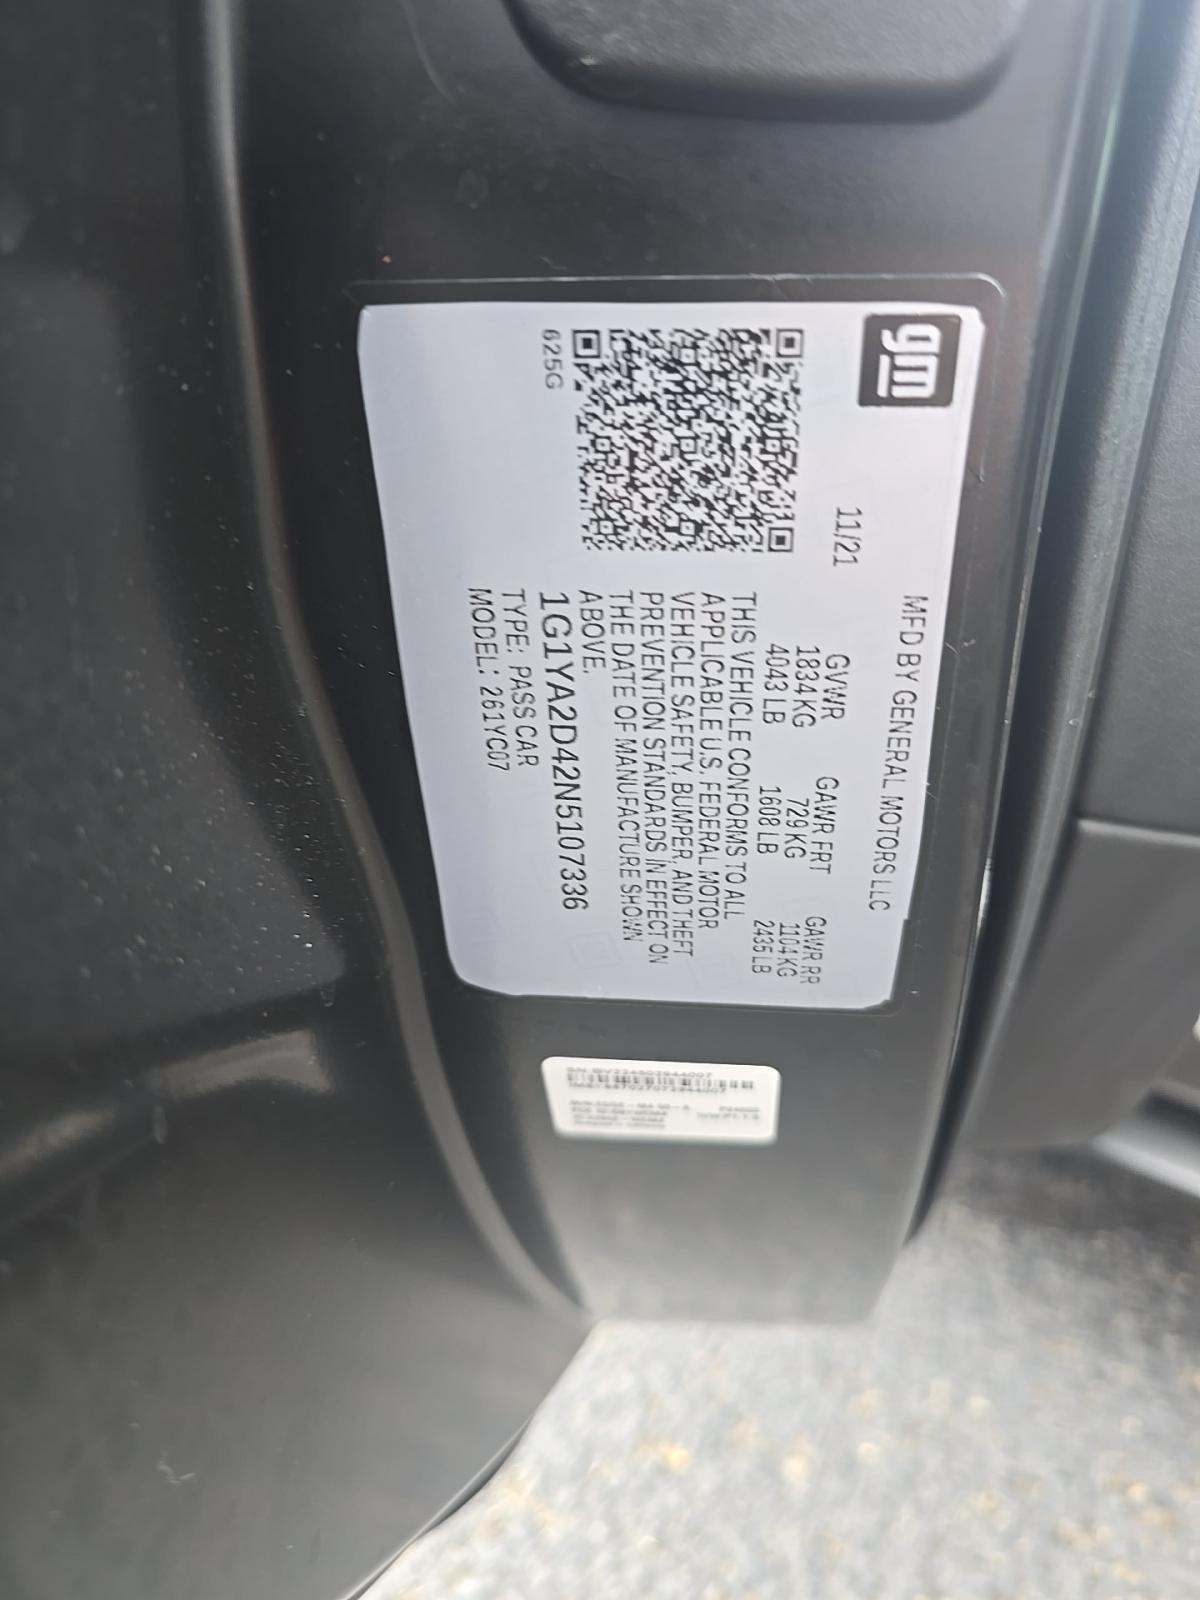 gm
MFD BY GENERAL MOTORS LLC
11/21
GVWR GAWR FRT GAWR RR
1834 KG 729 KG 1104 KG
4043 LB 1608 LB 2435 LB
THIS VEHICLE CONFORMS TO ALL
APPLICABLE U.S. FEDERAL MOTOR
VEHICLE SAFETY, BUMPER, AND THEFT
PREVENTION STANDARDS IN EFFECT ON
THE DATE OF MANUFACTURE SHOWN
ABOVE.
1G1YA2D42N5107336
TYPE: PASS CAR
MODEL: 261YC07
625G